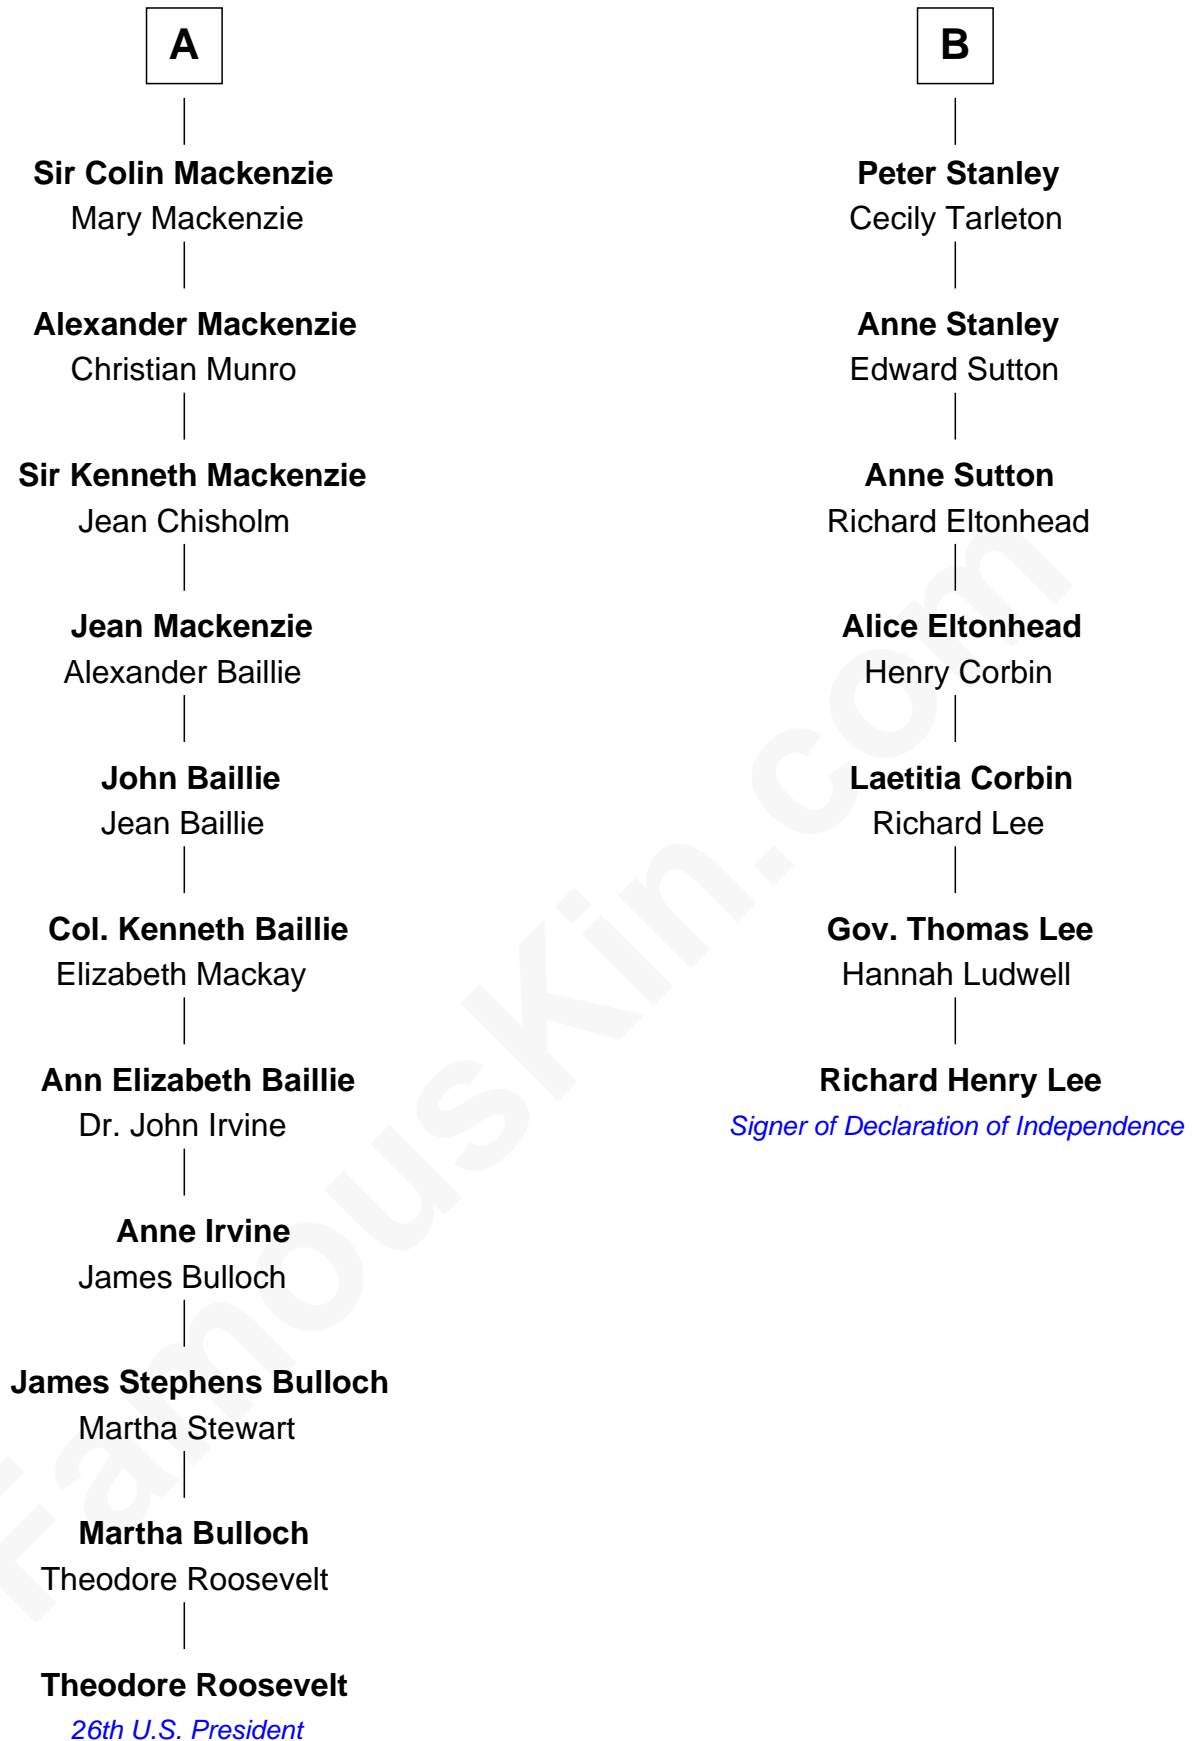 A
Sir Colin Mackenzie
Mary Mackenzie
Alexander Mackenzie
Christian Munro
Sir Kenneth Mackenzie
Jean Chisholm
Jean Mackenzie
Alexander Baillie
John Baillie
Jean Baillie
Col. Kenneth Baillie
Elizabeth Mackay
Ann Elizabeth Baillie
Dr. John Irvine
Anne Irvine
James Bulloch
James Stephens Bulloch
Martha Stewart
Martha Bulloch
Theodore Roosevelt
Theodore Roosevelt
26th U.S. President
B
Peter Stanley
Cecily Tarleton
Anne Stanley
Edward Sutton
Anne Sutton
Richard Eltonhead
Alice Eltonhead
Henry Corbin
Laetitia Corbin
Richard Lee
Gov. Thomas Lee
Hannah Ludwell
Richard Henry Lee
Signer of Declaration of Independence
FamousKin.com